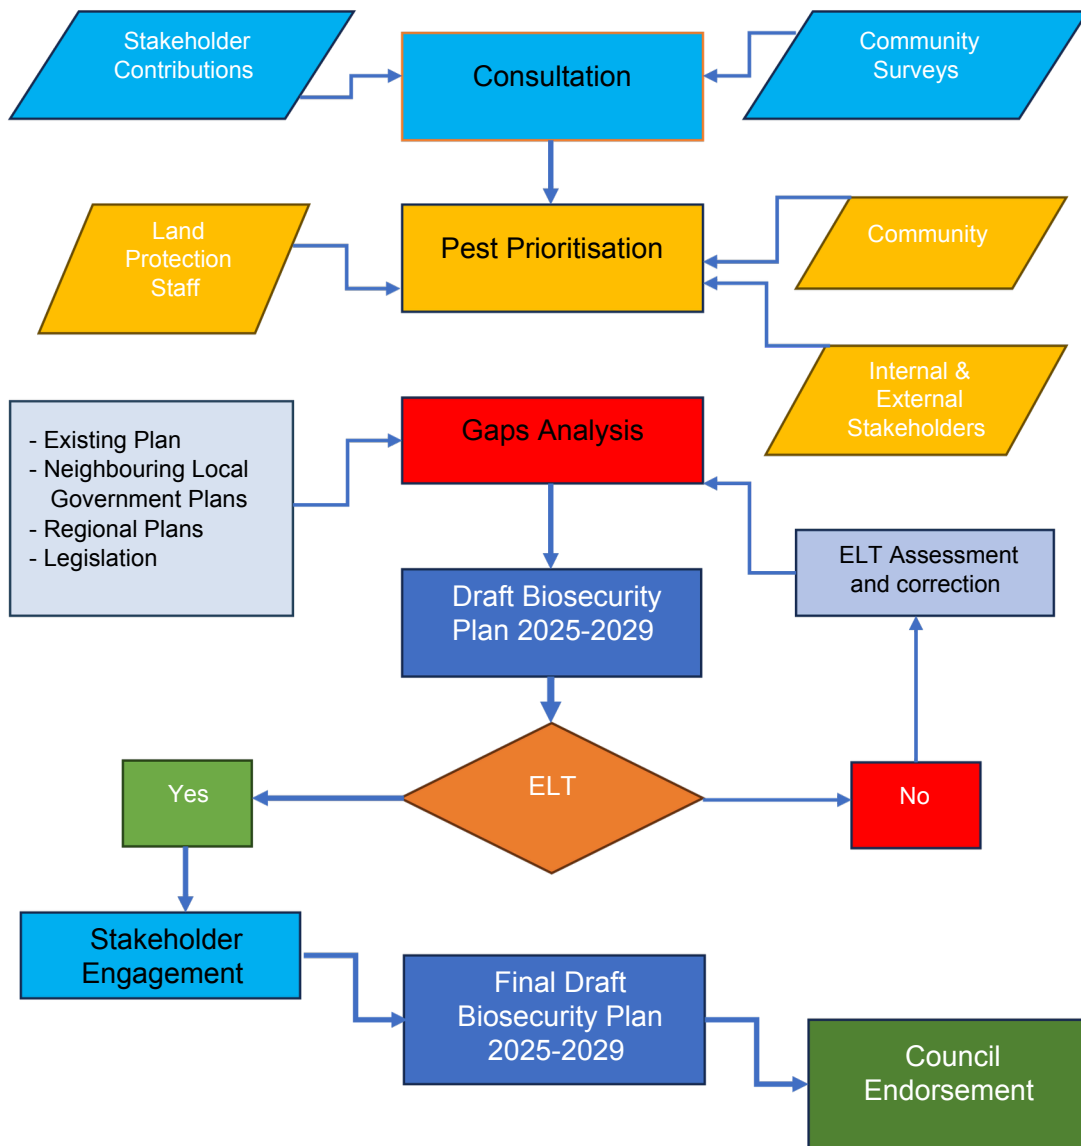 Stakeholder
Contributions
Consultation
Community
Surveys
Land
Protection
Staff
Pest Prioritisation
Community
Internal &
External
Stakeholders
- Existing Plan
- Neighbouring Local
Government Plans
- Regional Plans
- Legislation
Gaps Analysis
ELT Assessment
and correction
Draft Biosecurity
Plan 2025-2029
ELT
Yes
No
Stakeholder
Engagement
Final Draft
Biosecurity Plan
2025-2029
Council
Endorsement